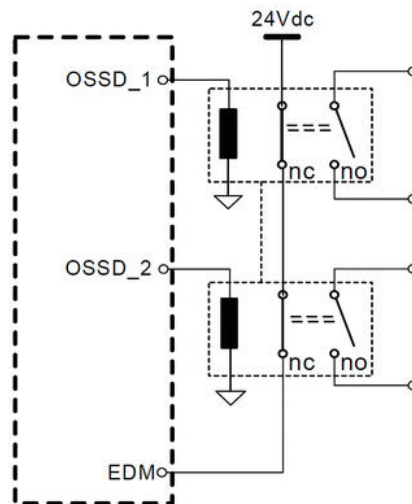 24Vdc
OSSD_1
nc no
OSSD_2
nc no
EDM